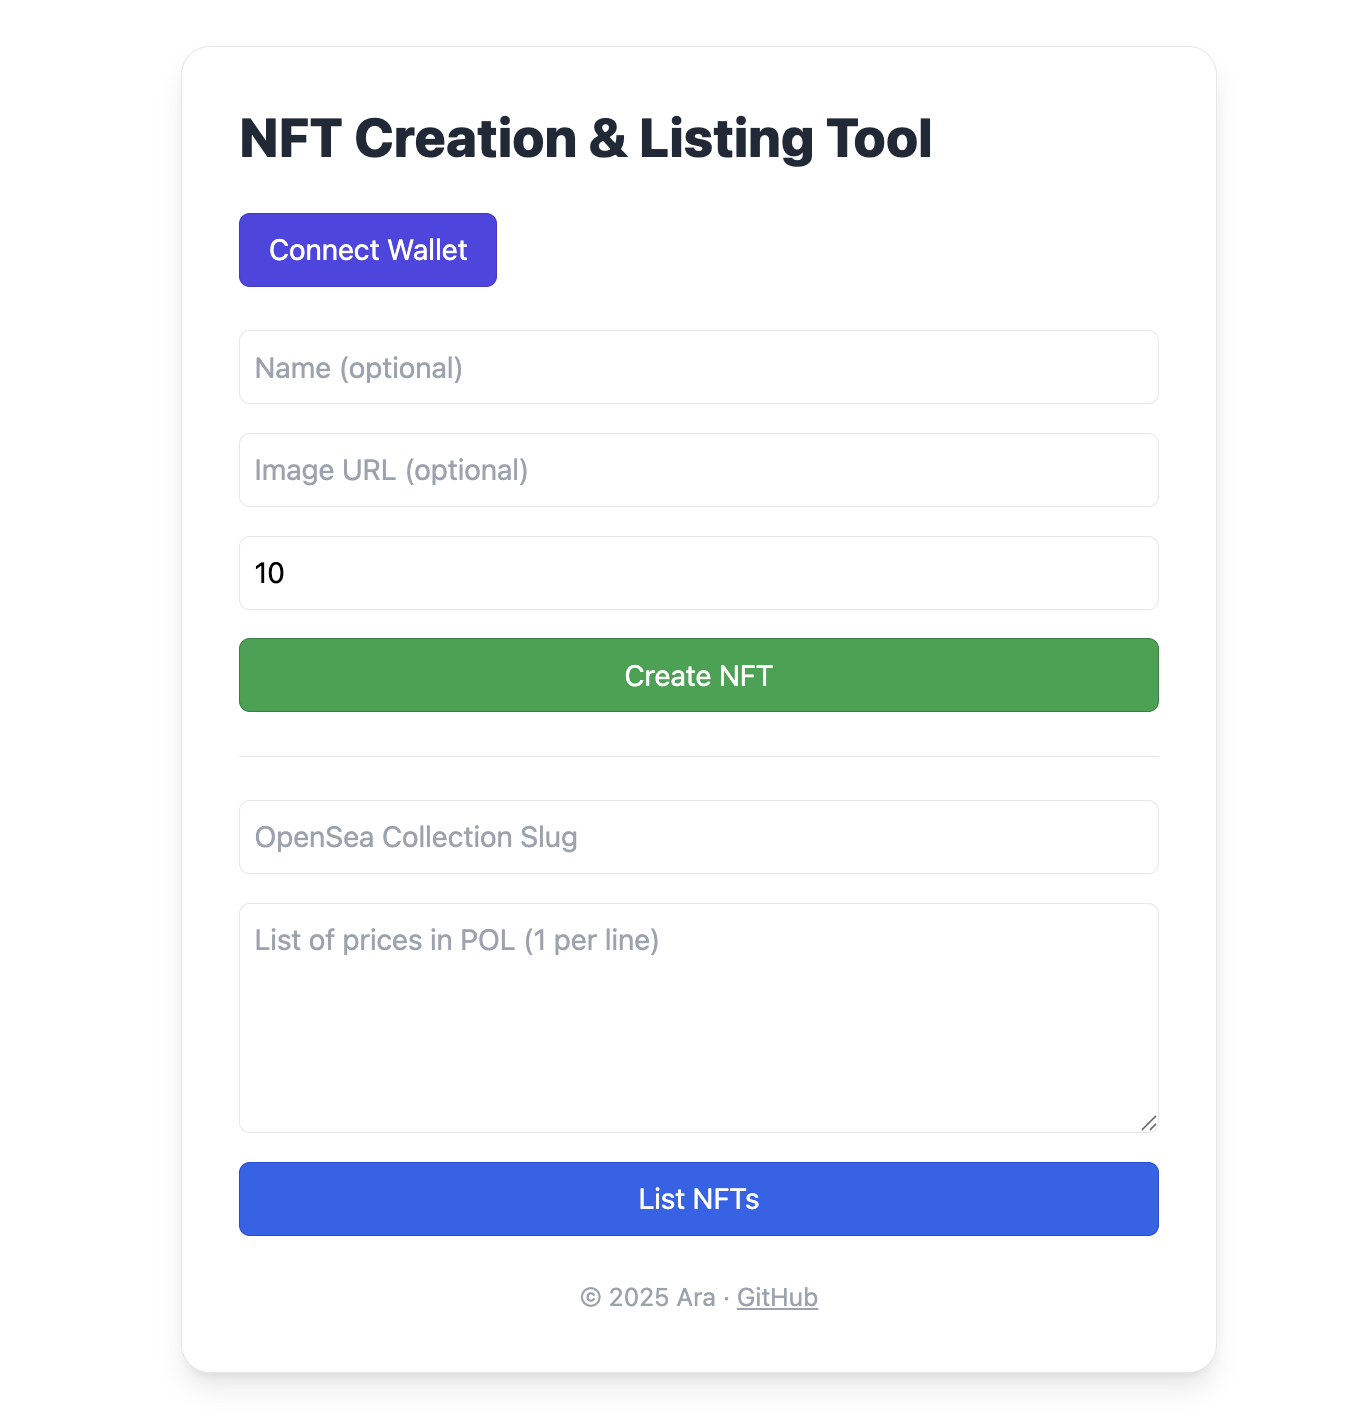 NFT Creation & Listing Tool
Connect Wallet
Name (optional)
Image URL (optional)
10
Create NFT
OpenSea Collection Slug
List of prices in POL (1 per line)
List NFTs
© 2025 Ara · GitHub